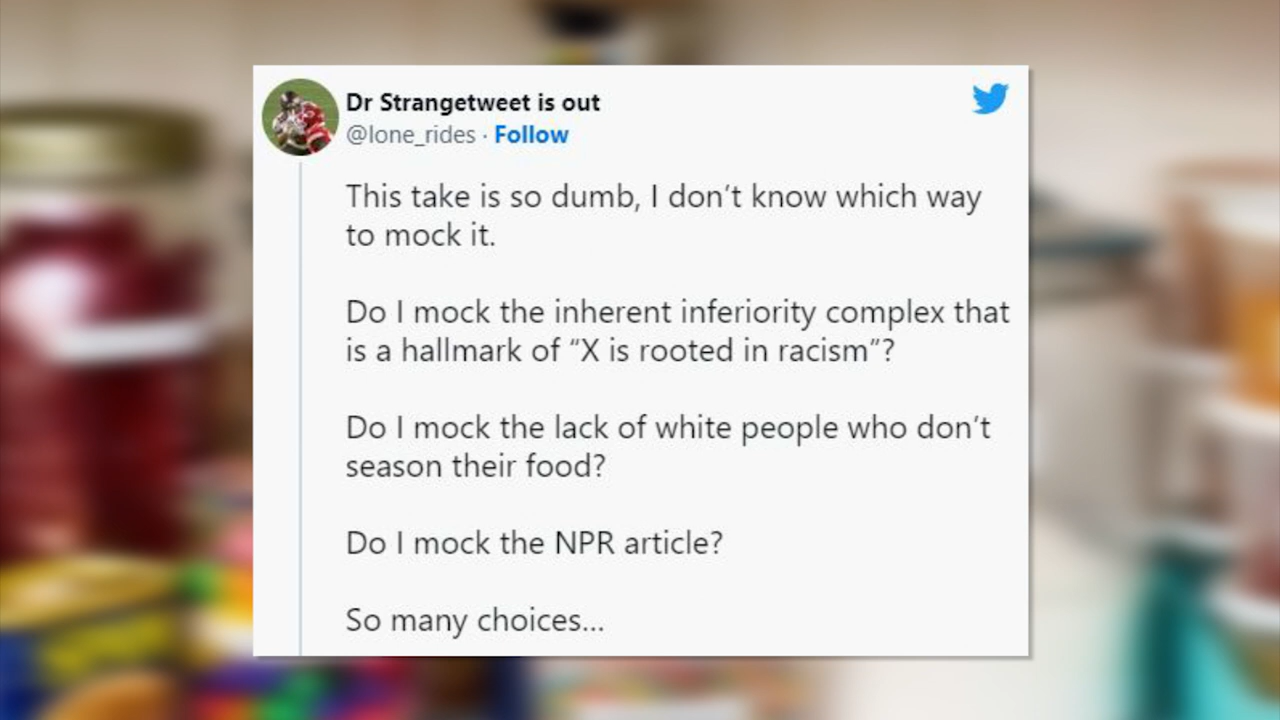 Dr Strangetweet is out
@lone_rides · Follow
This take is so dumb, I don’t know which way
to mock it.
Do I mock the inherent inferiority complex that
is a hallmark of “X is rooted in racism”?
Do I mock the lack of white people who don’t
season their food?
Do I mock the NPR article?
So many choices...